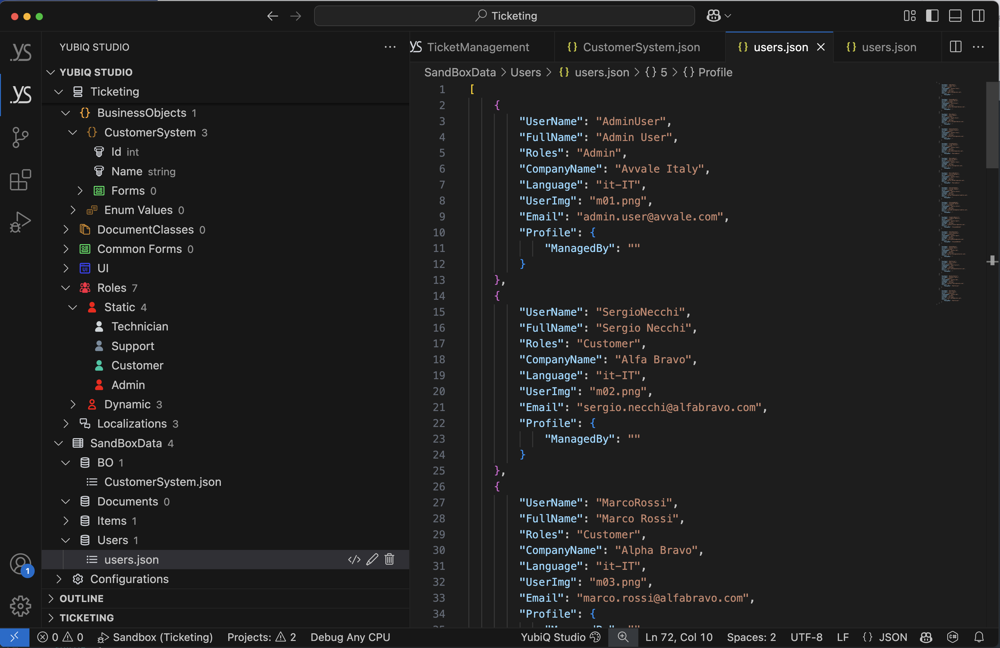 Ticketing
YUBIQ STUDIO
YUBIQ STUDIO
Ticketing
BusinessObjects 1
CustomerSystem 3
Id int
Name string
Forms 0
Enum Values 0
DocumentClasses 0
Common Forms 0
UI
Roles 7
Static 4
Technician
Support
Customer
Admin
Dynamic 3
Localizations 3
SandBoxData 4
BO 1
CustomerSystem.json
Documents 0
Items 1
Users 1
users.json
Configurations
OUTLINE
TICKETING
1
YS TicketManagement
{} CustomerSystem.json
{} users.json
{} users.json
SandBoxData > Users > {} users.json > {} 5 > {} Profile
1 [
2 {
3 "UserName": "AdminUser",
4 "FullName": "Admin User",
5 "Roles": "Admin",
6 "CompanyName": "Avvale Italy",
7 "Language": "it-IT",
8 "UserImg": "m01.png",
9 "Email": "admin.user@avvale.com",
10 "Profile": {
11 "ManagedBy": ""
12 }
13 },
14 {
15 "UserName": "SergioNecchi",
16 "FullName": "Sergio Necchi",
17 "Roles": "Customer",
18 "CompanyName": "Alfa Bravo",
19 "Language": "it-IT",
20 "UserImg": "m02.png",
21 "Email": "sergio.necchi@alfabravo.com",
22 "Profile": {
23 "ManagedBy": ""
24 }
25 },
26 {
27 "UserName": "MarcoRossi",
28 "FullName": "Marco Rossi",
29 "Roles": "Customer",
30 "CompanyName": "Alpha Bravo",
31 "Language": "it-IT",
32 "UserImg": "m03.png",
33 "Email": "marco.rossi@alfabravo.com",
34 "Profile": {
0 0 Sandbox (Ticketing) Projects: 2 Debug Any CPU YubiQ Studio Ln 72, Col 10 Spaces: 2 UTF-8 LF {} JSON